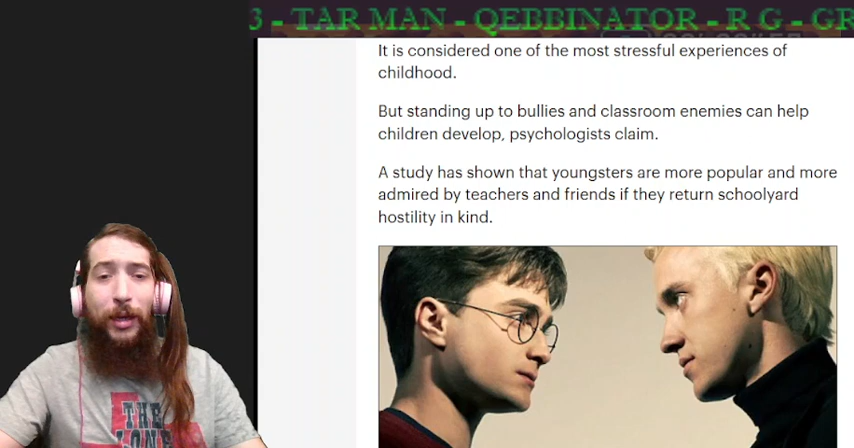 3 - TAR MAN - QEBBINATOR - R G - GR
It is considered one of the most stressful experiences of
childhood.
But standing up to bullies and classroom enemies can help
children develop, psychologists claim.
A study has shown that youngsters are more popular and more
admired by teachers and friends if they return schoolyard
hostility in kind.
THE
LONE